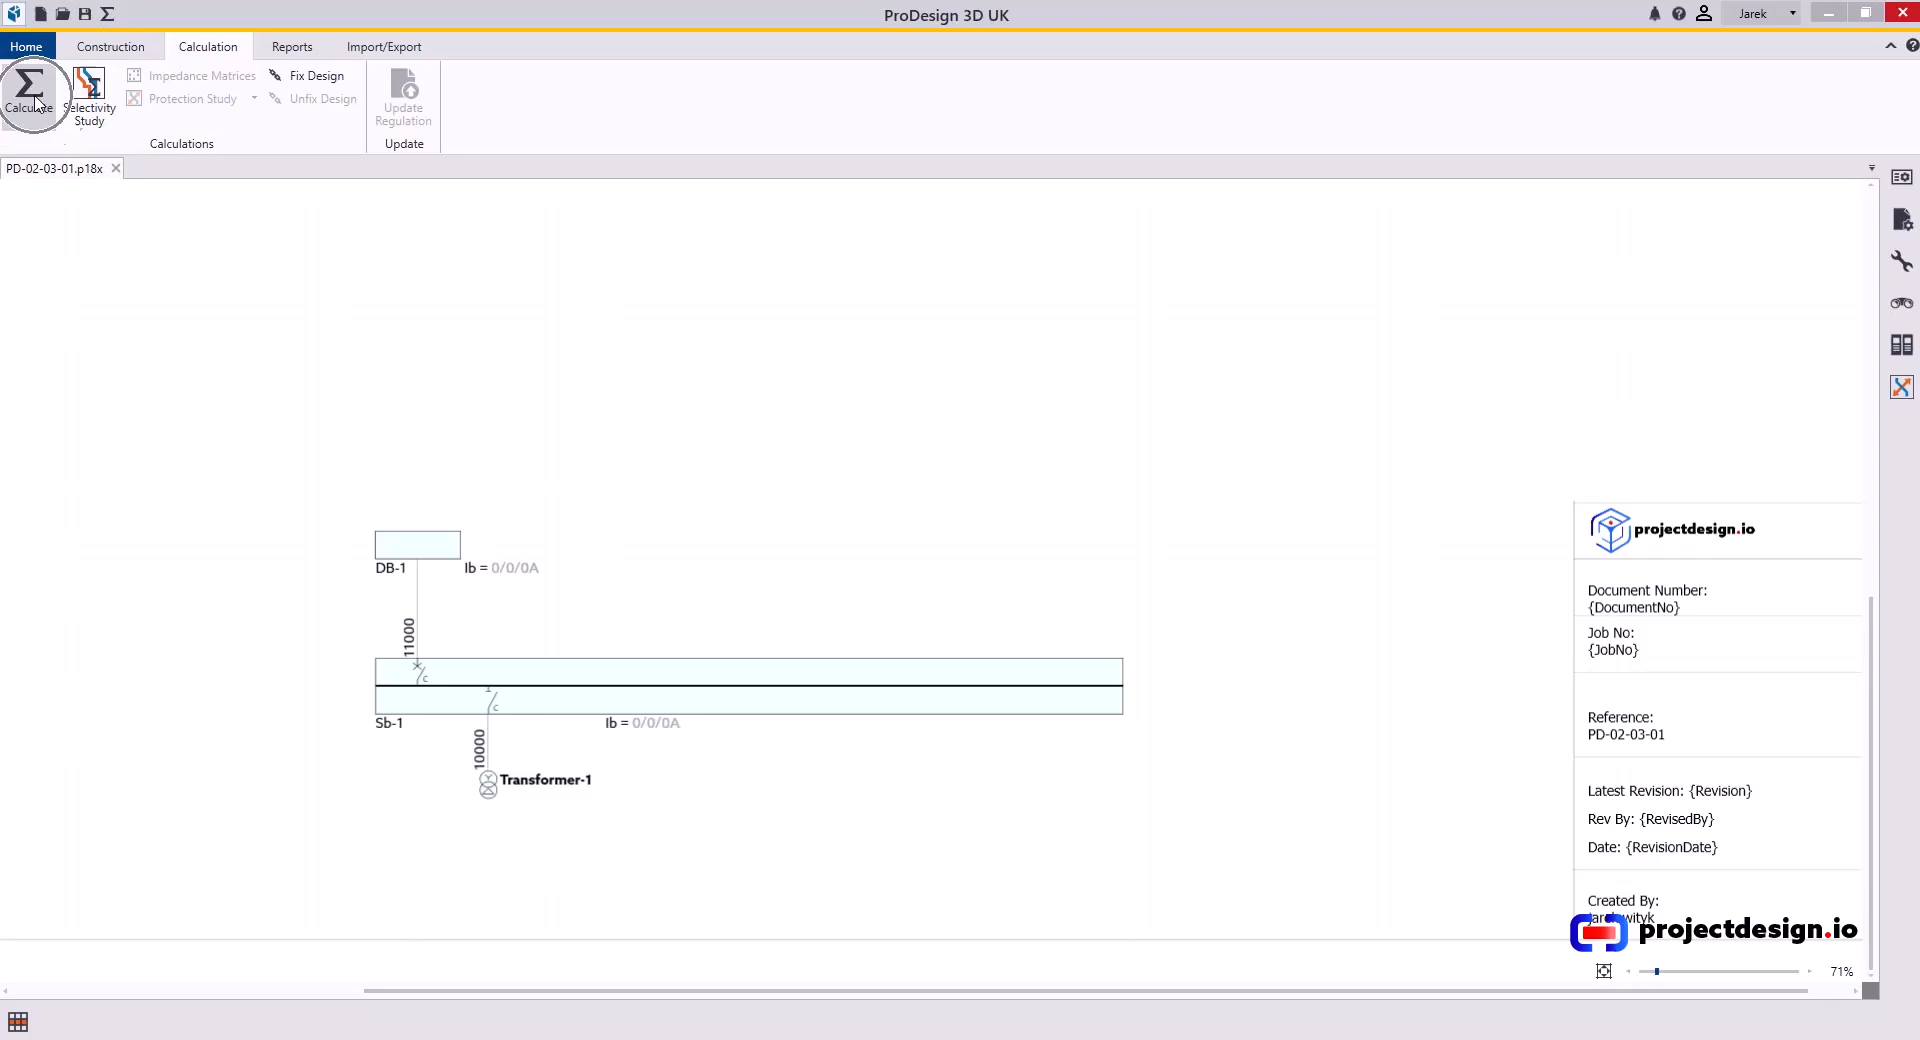 ProDesign 3D UK
Jarek
Home
Construction
Calculation
Reports
Import/Export
Calculate
Selectivity
Study
Impedance Matrices
Protection Study
Fix Design
Unfix Design
Calculations
Update
Regulation
Update
PD-02-03-01.p18x
DB-1
Ib = 0/0/0A
11000
C
C
Sb-1
Ib = 0/0/0A
10000
Transformer-1
projectdesign.io
Document Number:
{DocumentNo}
Job No:
{JobNo}
Reference:
PD-02-03-01
Latest Revision: {Revision}
Rev By: {RevisedBy}
Date: {RevisionDate}
Created By:
projectdesign.io
71%